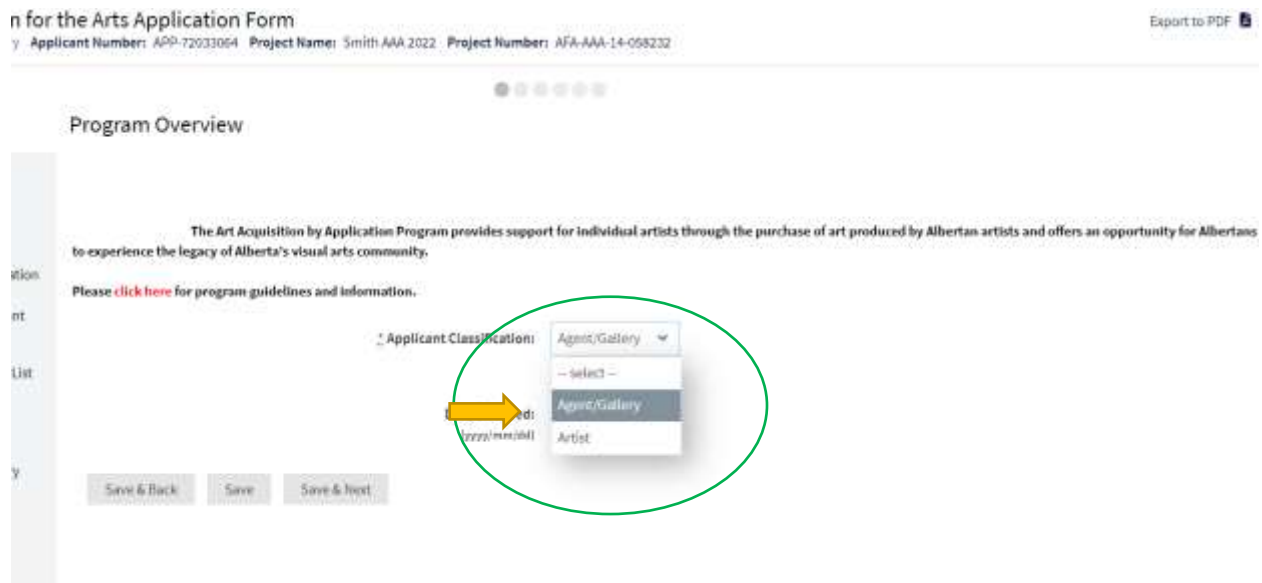 n for the Arts Application Form
Export to PDF
y Applicant Number: APP-72033064 Project Name: Smith AAA 2022 Project Number: AFA-AAA-14-058232
Program Overview
The Art Acquisition by Application Program provides support for individual artists through the purchase of art produced by Albertan artists and offers an opportunity for Albertans
to experience the legacy of Alberta's visual arts community.
ation
Please click here for program guidelines and information.
nt
* Applicant Classification: Agent/Gallery
List
-- select --
Agent/Gallery
ed:
(yyyy/mm/dd)
Artist
y
Save & Back Save Save & Next